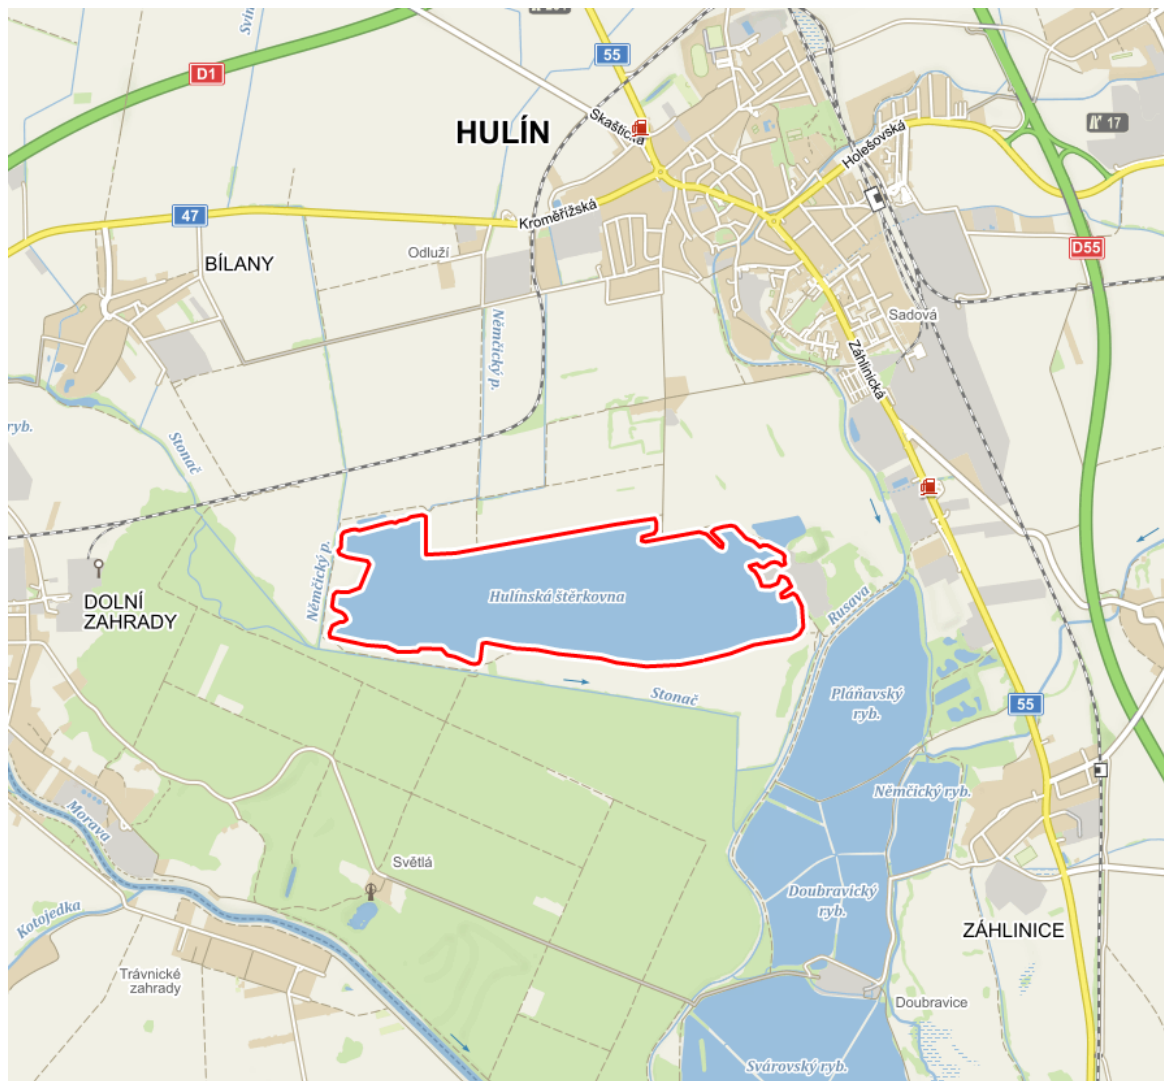 Svin
55
D1
HULÍN
Skaštická
Holešovská
17
Kroměřížská
47
D55
Odluží
BÍLANY
Němčický p.
Sadová
Záhlinická
ryb.
Stonač
Němčický p.
Hulínská štěrkovna
DOLNÍ
ZAHRADY
Rusava
Stonač
Pláňavský
ryb.
55
Němčický ryb.
Morava
Světlá
Doubravický
ryb.
Kotojedka
ZÁHLINICE
Trávnické
zahrady
Doubravice
Svárovský ryb.